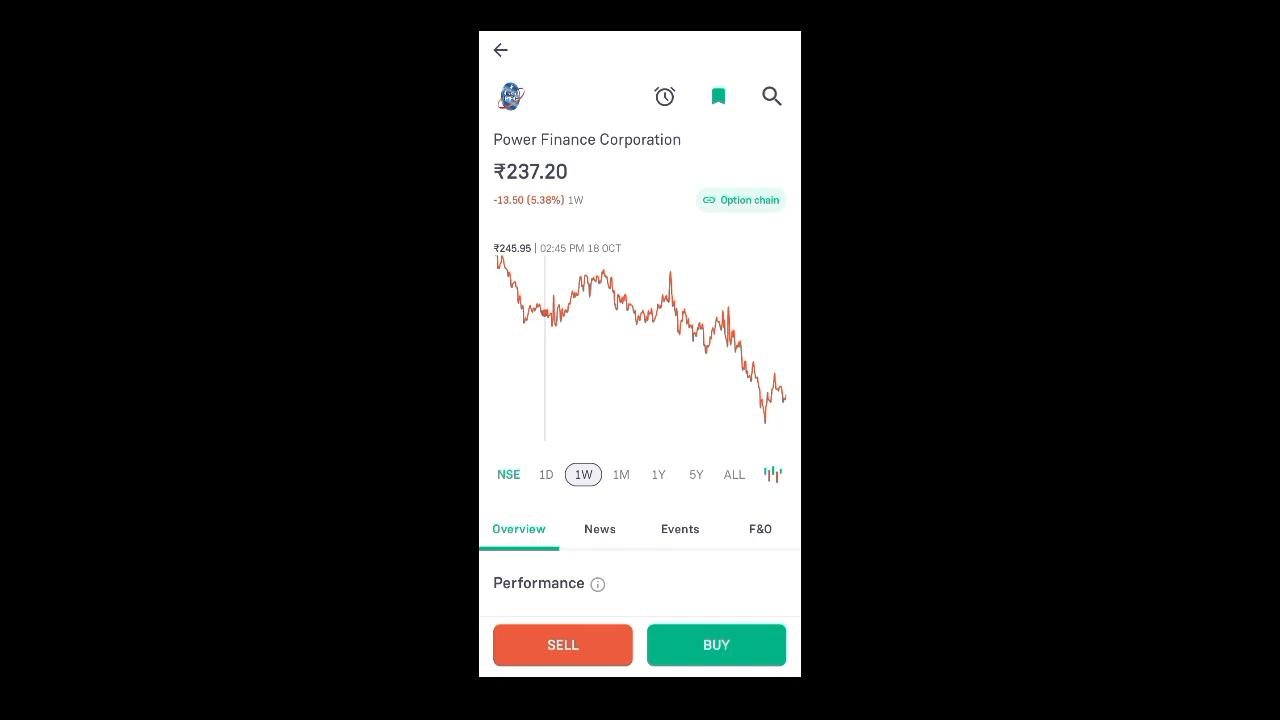 Power Finance Corporation
₹237.20
-13.50 (5.38%) 1W
Option chain
₹245.95 | 02:45 PM 18 OCT
NSE 1D 1W 1M 1Y 5Y ALL
Overview News Events F&O
Performance
SELL BUY